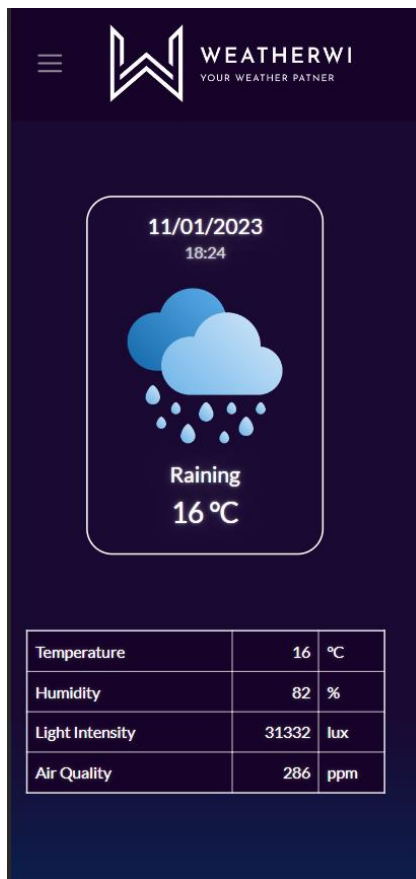 WEATHERWI
YOUR WEATHER PATNER
11/01/2023
18:24
Raining
16 °C
Temperature 16 °C
Humidity 82 %
Light Intensity 31332 lux
Air Quality 286 ppm